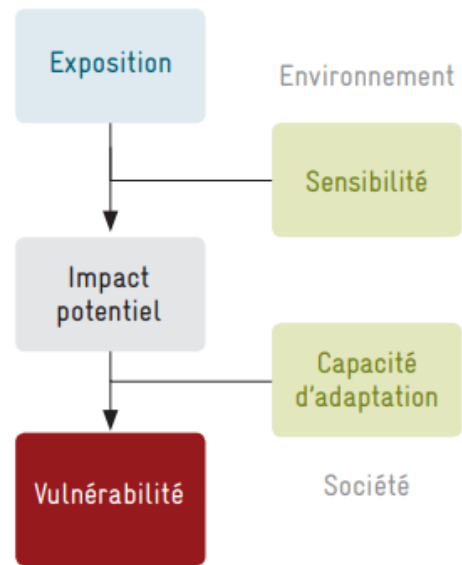 Exposition
Environnement
Sensibilité
Impact
potentiel
Capacité
d'adaptation
Vulnérabilité
Société